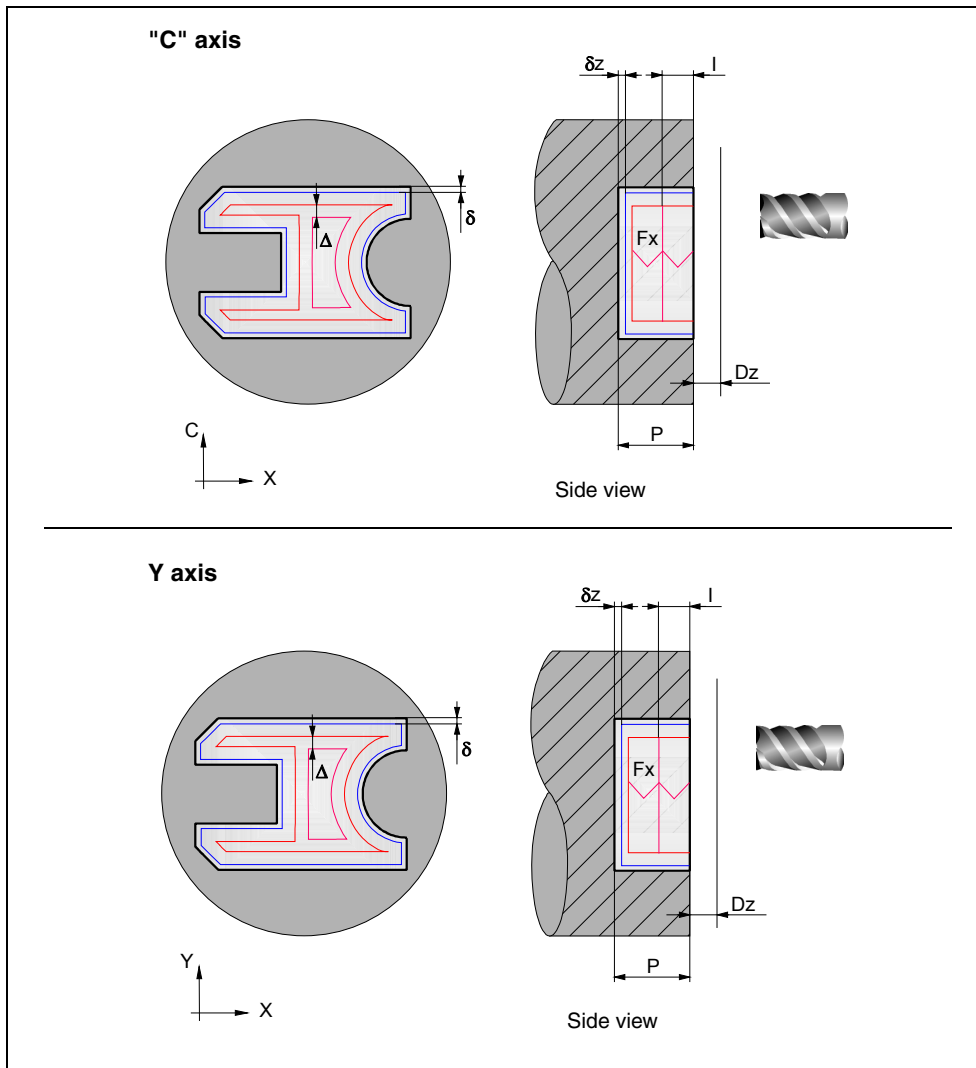 "C" axis
δz
I
δ
Δ
Fx
Dz
P
C
X
Side view
Y axis
δz
I
δ
Δ
Fx
Dz
P
Y
X
Side view